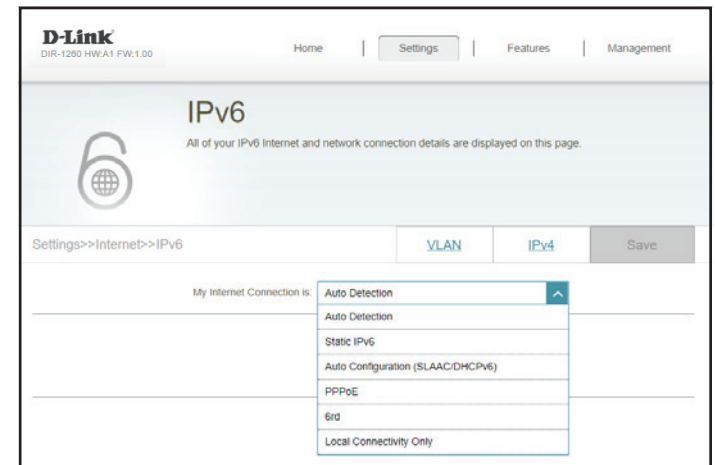 D-Link
DIR-1260 HW:A1 FW:1.00
Home | Settings | Features | Management
IPv6
All of your IPv6 Internet and network connection details are displayed on this page.
Settings>>Internet>>IPv6
VLAN
IPv4
Save
My Internet Connection is: Auto Detection
Auto Detection
Static IPv6
Auto Configuration (SLAAC/DHCPv6)
PPPoE
6rd
Local Connectivity Only